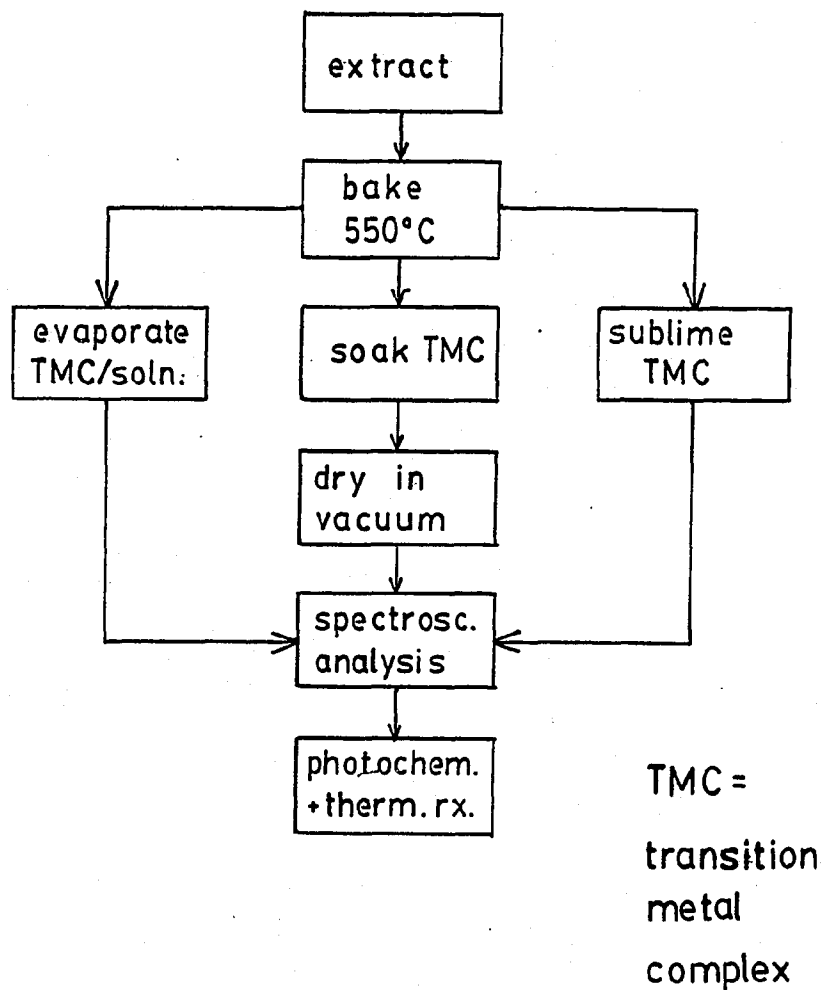 extract
bake
550°C
evaporate
TMC/soln.
soak TMC
sublime
TMC
dry in
vacuum
spectrosc.
analysis
photochem.
+therm.rx.
TMC =
transition
metal
complex